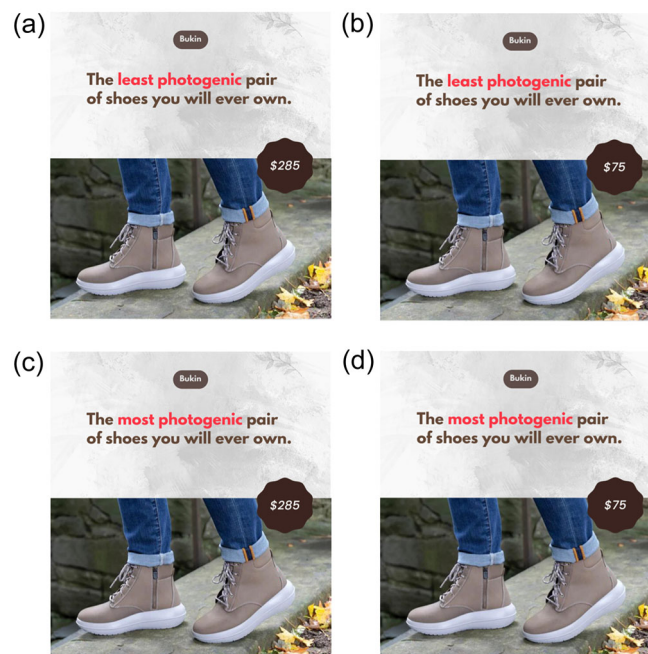 (a)
Bukin
The least photogenic pair
of shoes you will ever own.
$285
(b)
Bukin
The least photogenic pair
of shoes you will ever own.
$75
(c)
Bukin
The most photogenic pair
of shoes you will ever own.
$285
(d)
Bukin
The most photogenic pair
of shoes you will ever own.
$75